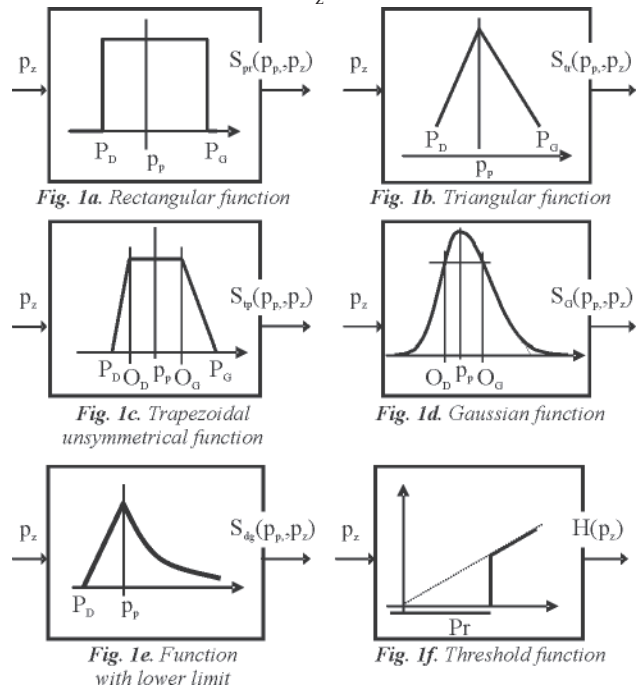 z
p_z
S_pr(p_p,,p_z)
P_D
p_p
P_G
Fig. 1a. Rectangular function
p_z
S_tr(p_p,,p_z)
P_D
P_G
p_p
Fig. 1b. Triangular function
p_z
S_tp(p_p,,p_z)
P_D O_D p_p O_G P_G
Fig. 1c. Trapezoidal
unsymmetrical function
p_z
S_G(p_p,,p_z)
O_D p_p O_G
Fig. 1d. Gaussian function
p_z
S_dg(p_p,,p_z)
P_D
p_p
Fig. 1e. Function
with lower limit
p_z
H(p_z)
Pr
Fig. 1f. Threshold function